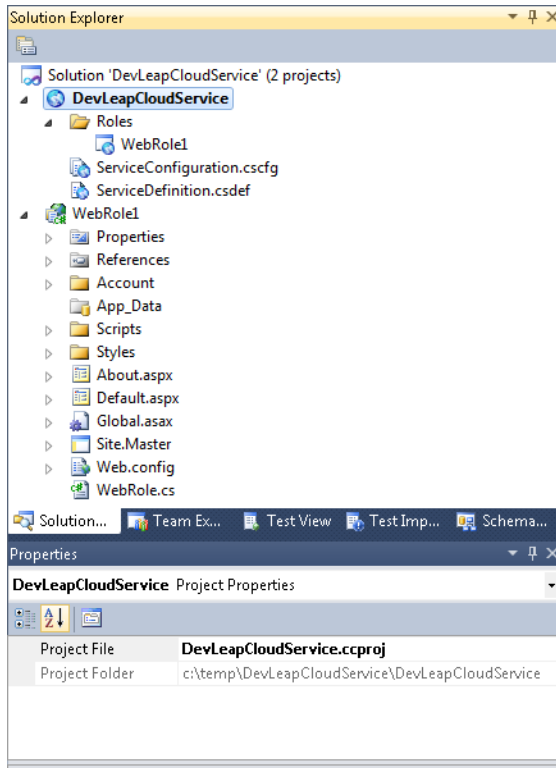 Solution Explorer
Solution 'DevLeapCloudService' (2 projects)
DevLeapCloudService
Roles
WebRole1
ServiceConfiguration.cscfg
ServiceDefinition.csdef
WebRole1
Properties
References
Account
App_Data
Scripts
Styles
About.aspx
Default.aspx
Global.asax
Site.Master
Web.config
WebRole.cs
Solution... Team Ex... Test View Test Imp... Schema...
Properties
DevLeapCloudService Project Properties
Project File DevLeapCloudService.ccproj
Project Folder c:\temp\DevLeapCloudService\DevLeapCloudService